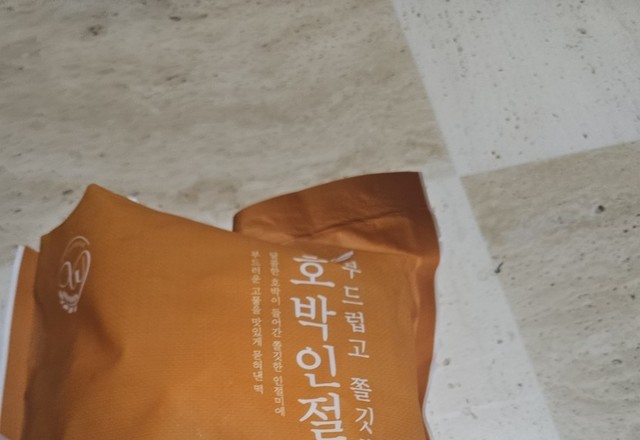 부드럽고 쫄깃
호박인절
달콤한 호박이 들어간 쫄깃한 인절미에
부드러운 고물을 맛있게 묻혀낸 떡